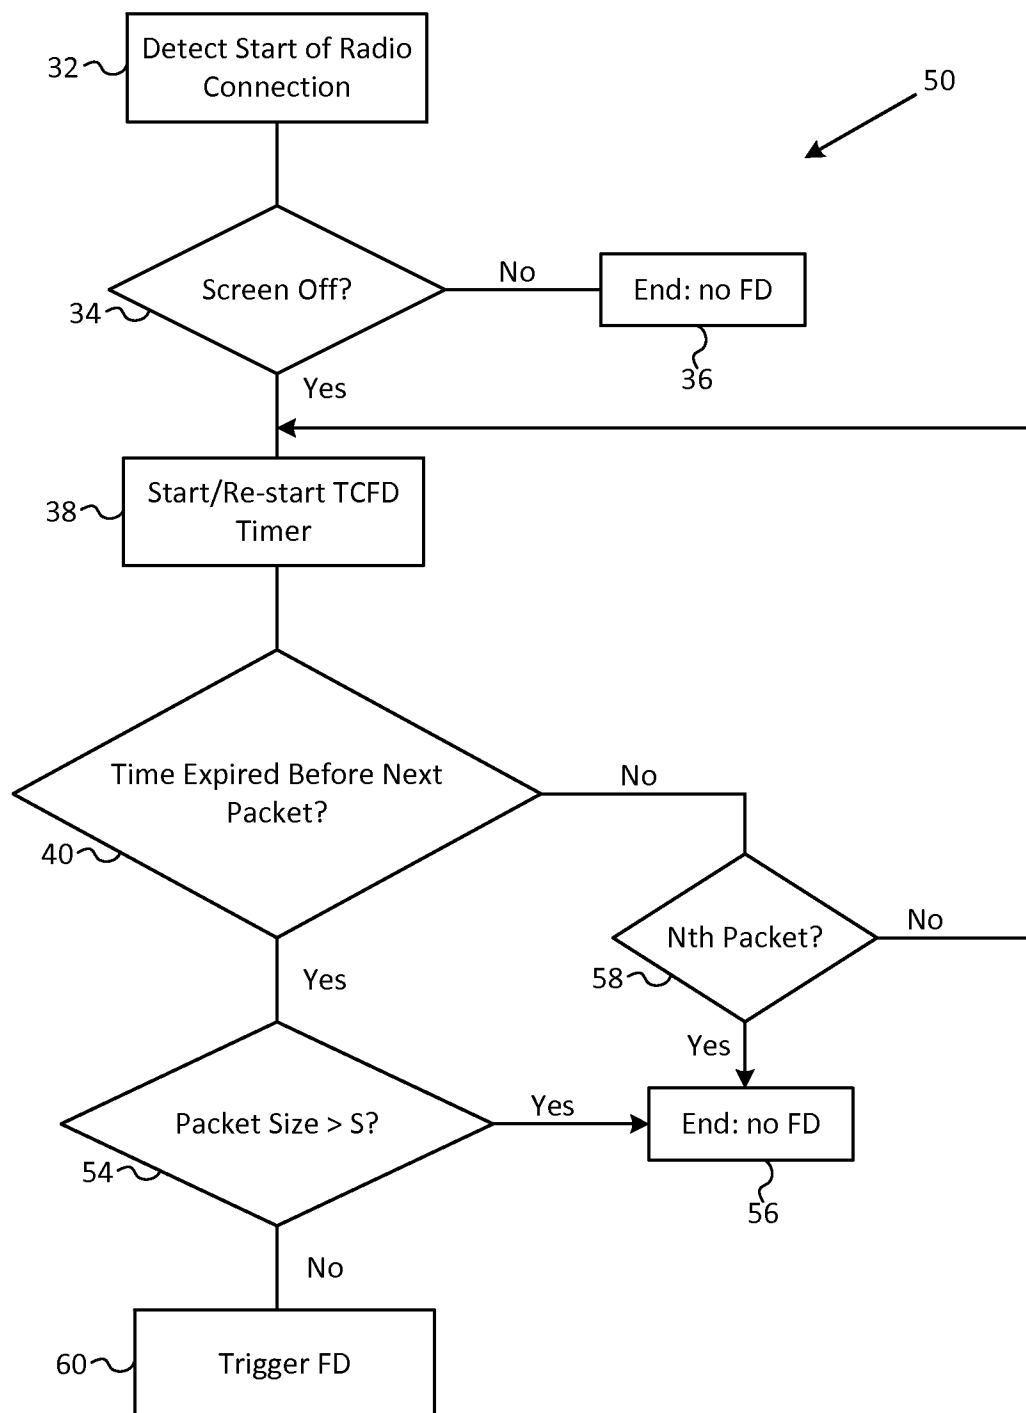 Detect Start of Radio
Connection
32
50
Screen Off?
No
End: no FD
34
36
Yes
Start/Re-start TCFD
Timer
38
Time Expired Before Next
Packet?
No
40
Nth Packet?
No
58
Yes
Yes
Packet Size > S?
Yes
End: no FD
54
56
No
60
Trigger FD